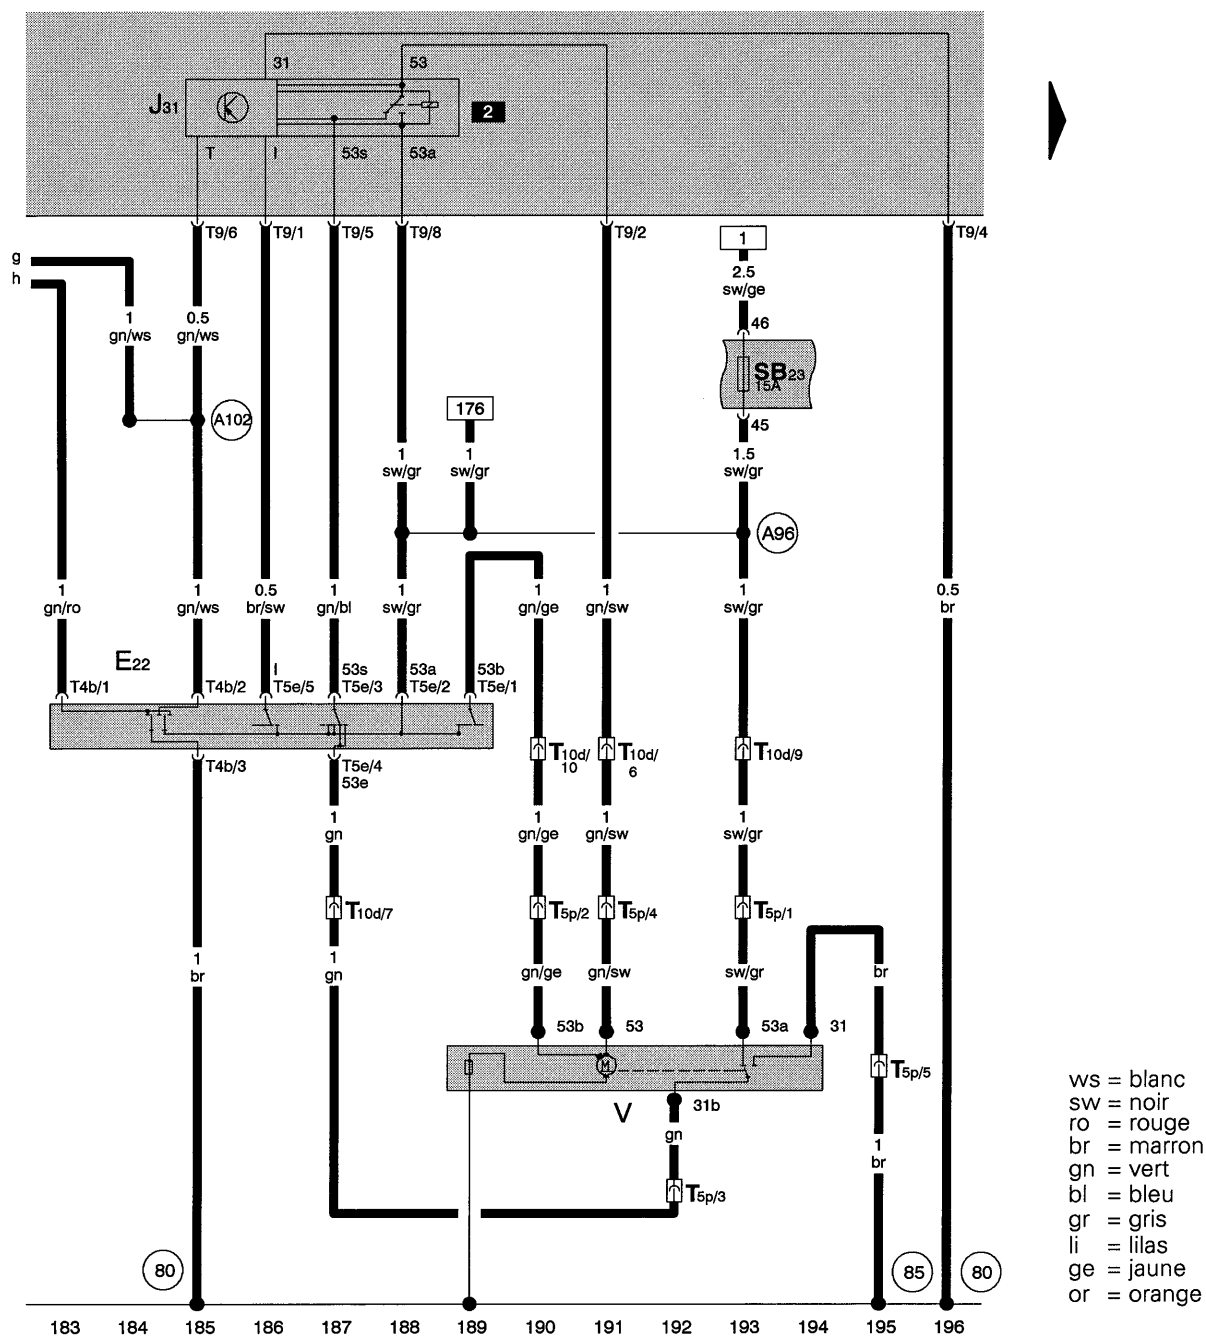 31 53
J31 2
T I 53s 53a
T9/6 T9/1 T9/5 T9/8 T9/2 1 T9/4
g
h
2.5
sw/ge
1 0.5 46
gn/ws gn/ws
SB23
15A
A102 176 45
1 1 1.5
sw/gr sw/gr sw/gr
A96
1 1 0.5 1 1 1 1 1 0.5
gn/ro gn/ws br/sw gn/bl sw/gr gn/ge gn/sw sw/gr br
E22 I 53s 53a 53b
T4b/1 T4b/2 T5e/5 T5e/3 T5e/2 T5e/1
T10d/10 T10d/6 T10d/9
T4b/3 T5e/4
53e
1 1 1 1
gn gn/ge gn/sw sw/gr
T10d/7 T5p/2 T5p/4 T5p/1
1 1
br gn gn/ge gn/sw sw/gr br
53b 53 53a 31
M T5p/5
V 31b
gn 1
br
T5p/3
80 85 80
183 184 185 186 187 188 189 190 191 192 193 194 195 196
ws = blanc
sw = noir
ro = rouge
br = marron
gn = vert
bl = bleu
gr = gris
li = lilas
ge = jaune
or = orange